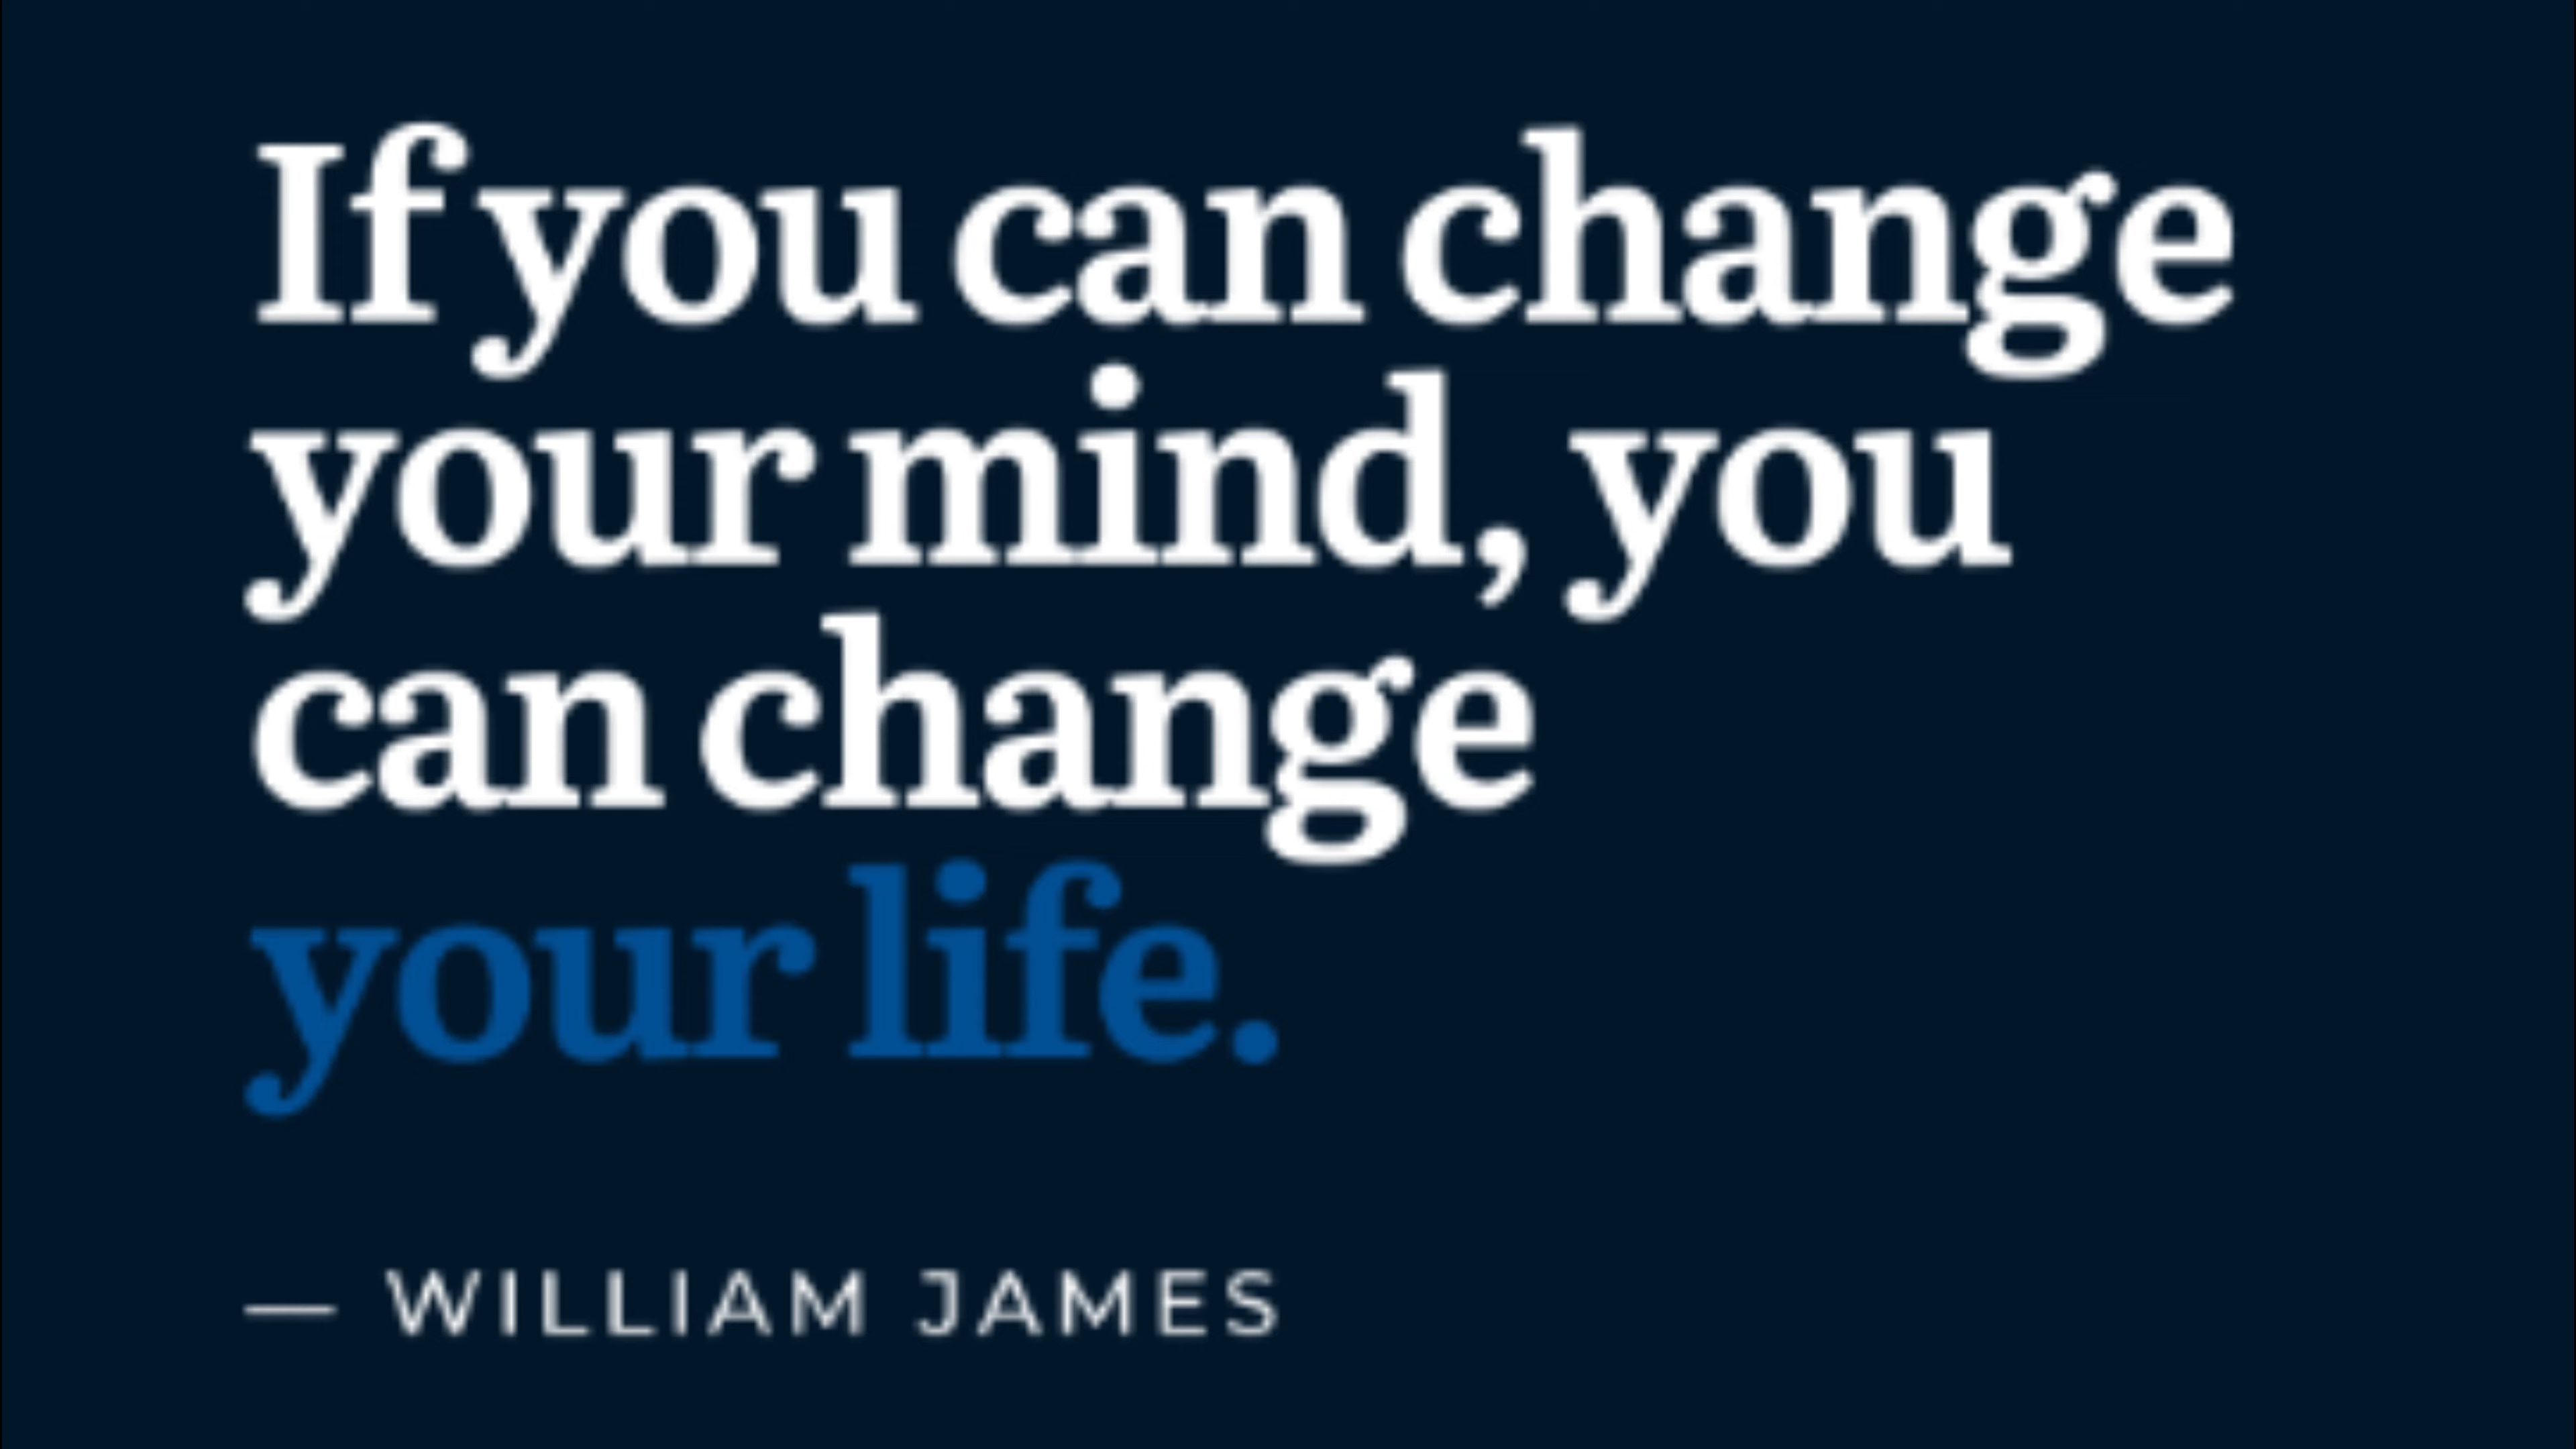 If you can change
your mind, you
can change
your life.
— WILLIAM JAMES